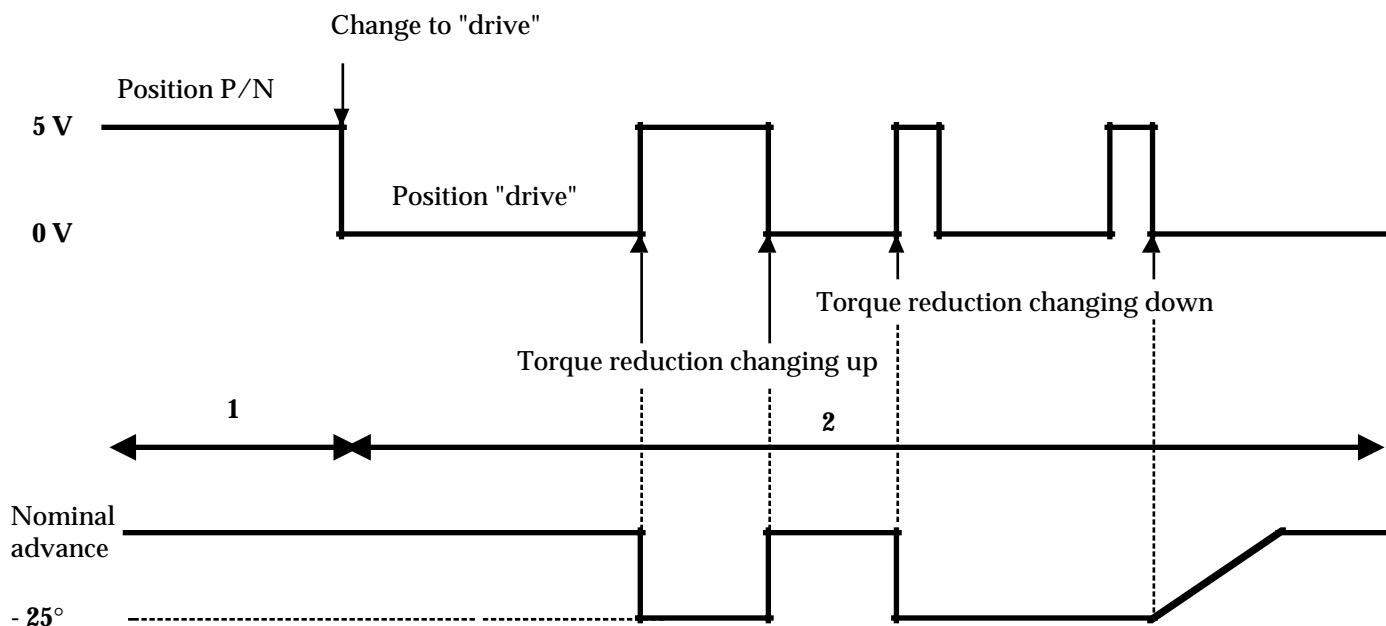 Change to "drive"
Position P/N
5 V
Position "drive"
0 V
Torque reduction changing down
Torque reduction changing up
1
2
Nominal
advance
- 25°